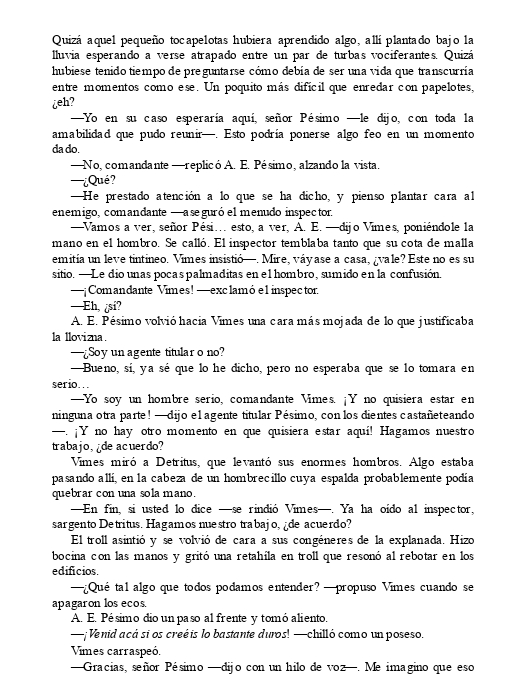 Quizá aquel pequeño tocapelotas hubiera aprendido algo, allí plantado bajo la
lluvia esperando a verse atrapado entre un par de turbas vociferantes. Quizá
hubiese tenido tiempo de preguntarse cómo debía de ser una vida que transcurría
entre momentos como ese. Un poquito más difícil que enredar con papelotes,
¿eh?
—Yo en su caso esperaría aquí, señor Pésimo —le dijo, con toda la
amabilidad que pudo reunir—. Esto podría ponerse algo feo en un momento
dado.
—No, comandante —replicó A. E. Pésimo, alzando la vista.
—¿Qué?
—He prestado atención a lo que se ha dicho, y pienso plantar cara al
enemigo, comandante —aseguró el menudo inspector.
—Vamos a ver, señor Pési… esto, a ver, A. E. —dijo Vimes, poniéndole la
mano en el hombro. Se calló. El inspector temblaba tanto que su cota de malla
emitía un leve tintineo. Vimes insistió—. Mire, váyase a casa, ¿vale? Este no es su
sitio. —Le dio unas pocas palmaditas en el hombro, sumido en la confusión.
—¡Comandante Vimes! —exclamó el inspector.
—Eh, ¿sí?
A. E. Pésimo volvió hacia Vimes una cara más mojada de lo que justificaba
la llovizna.
—¿Soy un agente titular o no?
—Bueno, sí, ya sé que lo he dicho, pero no esperaba que se lo tomara en
serio…
—Yo soy un hombre serio, comandante Vimes. ¡Y no quisiera estar en
ninguna otra parte! —dijo el agente titular Pésimo, con los dientes castañeteando
—. ¡Y no hay otro momento en que quisiera estar aquí! Hagamos nuestro
trabajo, ¿de acuerdo?
Vimes miró a Detritus, que levantó sus enormes hombros. Algo estaba
pasando allí, en la cabeza de un hombrecillo cuya espalda probablemente podía
quebrar con una sola mano.
—En fin, si usted lo dice —se rindió Vimes—. Ya ha oído al inspector,
sargento Detritus. Hagamos nuestro trabajo, ¿de acuerdo?
El troll asintió y se volvió de cara a sus congéneres de la explanada. Hizo
bocina con las manos y gritó una retahíla en troll que resonó al rebotar en los
edificios.
—¿Qué tal algo que todos podamos entender? —propuso Vimes cuando se
apagaron los ecos.
A. E. Pésimo dio un paso al frente y tomó aliento.
—¡Venid acá si os creéis lo bastante duros! —chilló como un poseso.
Vimes carraspeó.
—Gracias, señor Pésimo —dijo con un hilo de voz—. Me imagino que eso